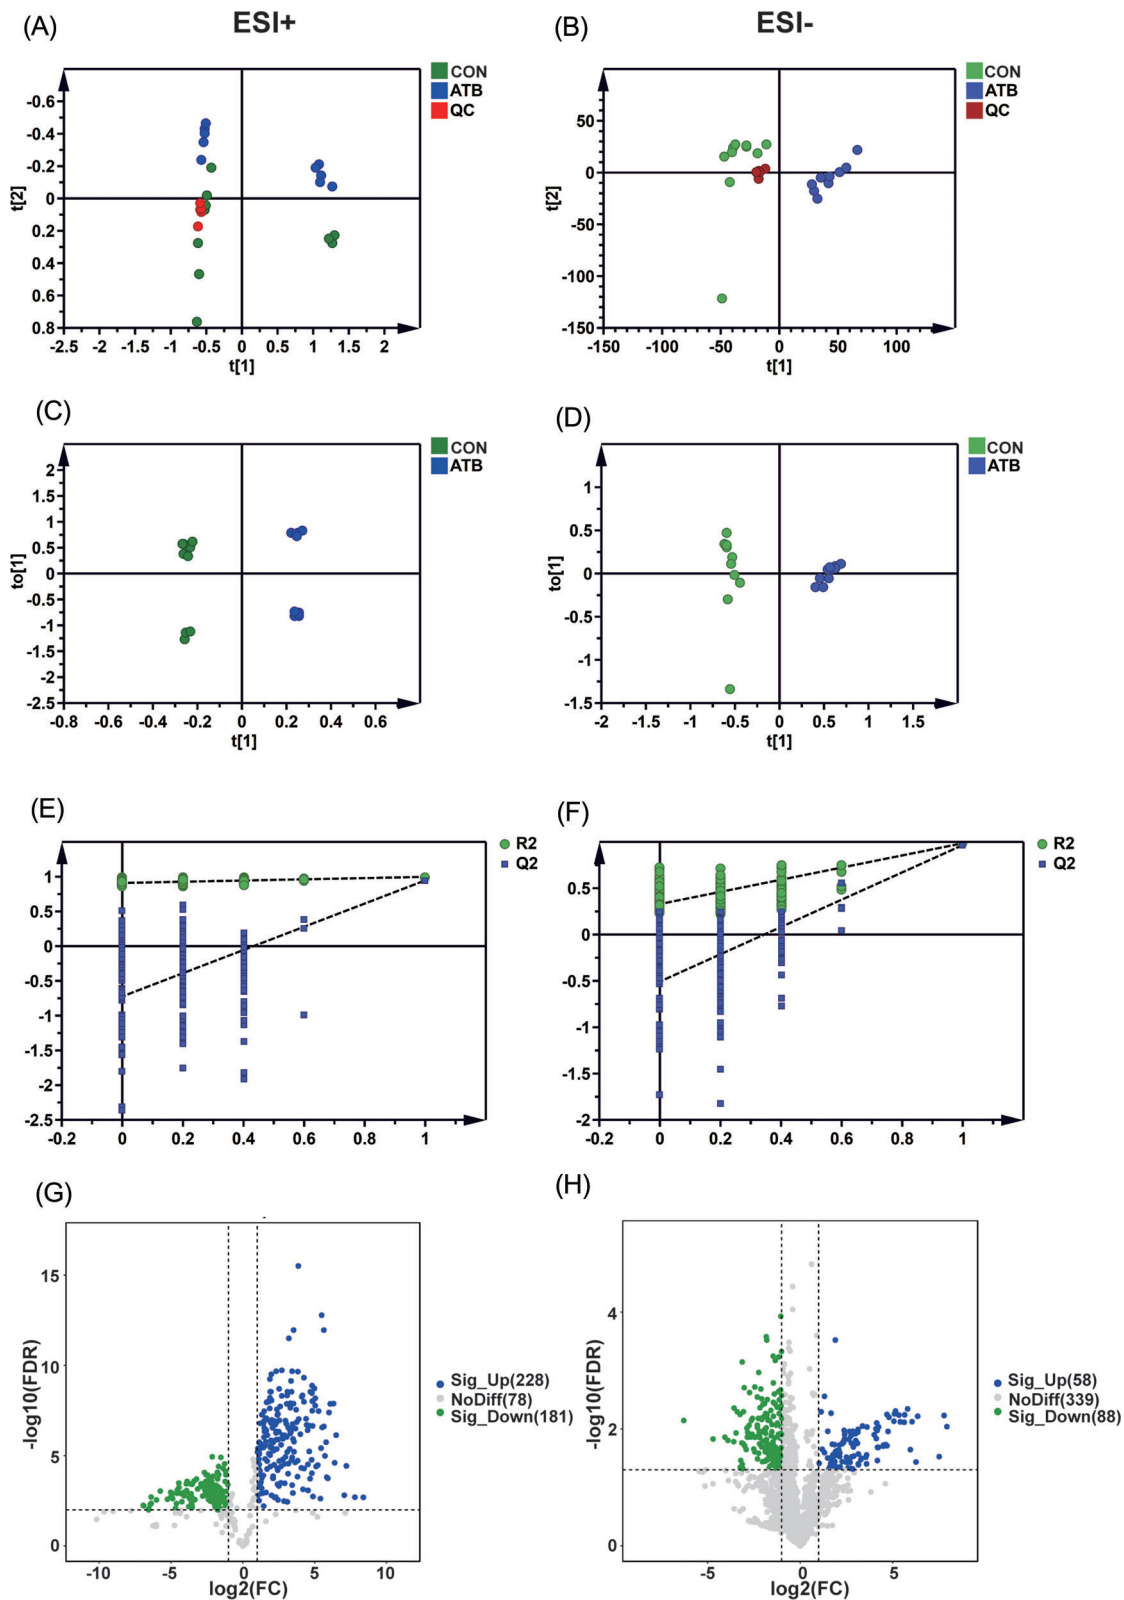 (A) ESI+
CON
ATB
QC
-0.6
-0.4
-0.2
0
0.2
0.4
0.6
0.8
t[2]
-2.5 -2 -1.5 -1 -0.5 0 0.5 1 1.5 2
t[1]
(B) ESI-
CON
ATB
QC
50
0
-50
-100
-150
t[2]
-150 -100 -50 0 50 100
t[1]
(C)
CON
ATB
2
1.5
1
0.5
0
-0.5
-1
-1.5
-2
-2.5
to[1]
-0.8 -0.6 -0.4 -0.2 0 0.2 0.4 0.6
t[1]
(D)
CON
ATB
1
0.5
0
-0.5
-1
-1.5
to[1]
-2 -1.5 -1 -0.5 0 0.5 1 1.5
t[1]
(E)
R2
Q2
1
0.5
0
-0.5
-1
-1.5
-2
-2.5
-0.2 0 0.2 0.4 0.6 0.8 1
(F)
R2
Q2
0.5
0
-0.5
-1
-1.5
-2
-0.2 0 0.2 0.4 0.6 0.8 1
(G)
15
10
5
0
-log10(FDR)
Sig_Up(228)
NoDiff(78)
Sig_Down(181)
-10 -5 0 5 10
log2(FC)
(H)
4
2
0
-log10(FDR)
Sig_Up(58)
NoDiff(339)
Sig_Down(88)
-5 0 5
log2(FC)